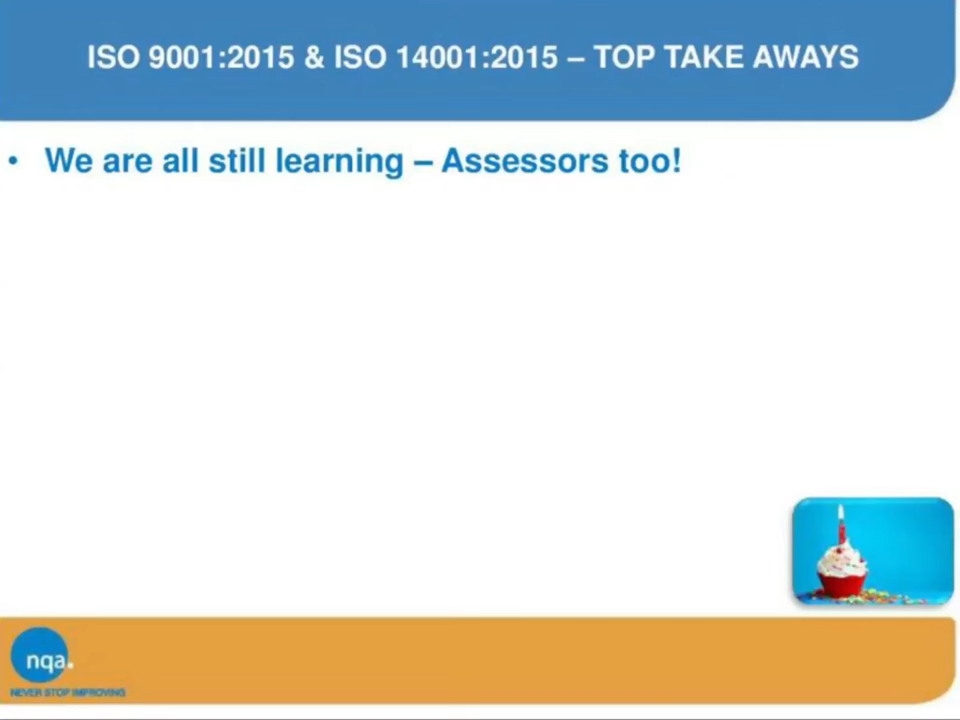 ISO 9001:2015 & ISO 14001:2015 – TOP TAKE AWAYS
• We are all still learning – Assessors too!
nqa.
NEVER STOP IMPROVING